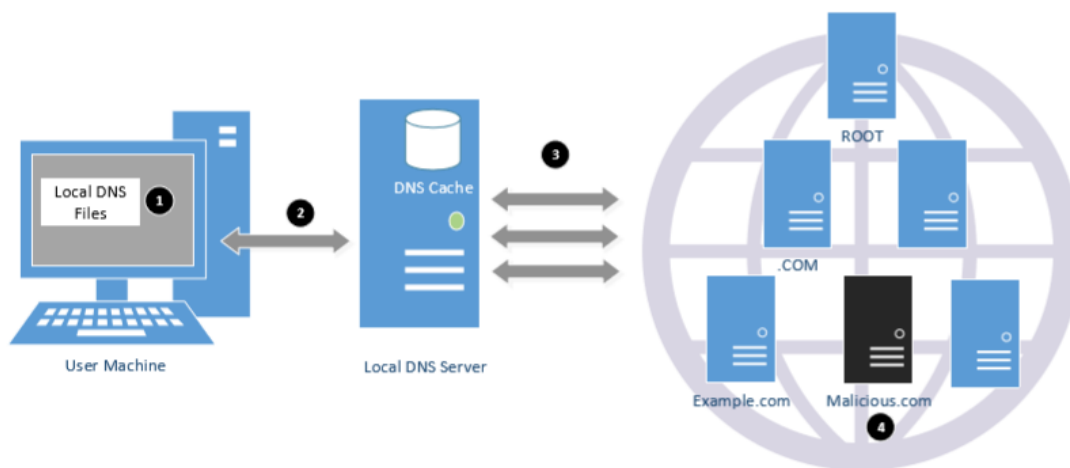 ROOT
3
DNS Cache
Local DNS
Files
1
2
.COM
User Machine
Local DNS Server
Example.com
Malicious.com
4